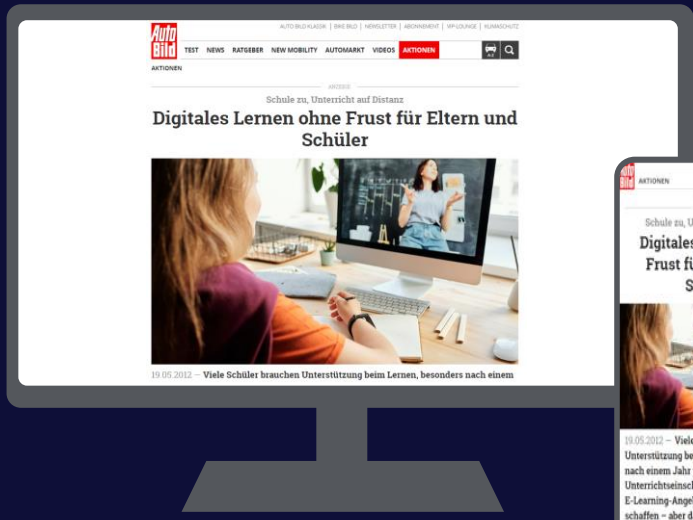 AUTO BILD KLASSIK | BIKE BILD | NEWSLETTER | ABONNEMENT | VIP-LOUNGE | KLIMASCHUTZ
Auto Bild
TEST NEWS RATGEBER NEW MOBILITY AUTOMARKT VIDEOS AKTIONEN
A-Z
AKTIONEN
ANZEIGE
Schule zu, Unterricht auf Distanz
Digitales Lernen ohne Frust für Eltern und
Schüler
19.05.2012 – Viele Schüler brauchen Unterstützung beim Lernen, besonders nach einem
AKTIONEN
Schule zu, U
Digitales
Frust fü
S
19.05.2012 – Viele
Unterstützung be
nach einem Jahr
Unterrichtseinsch
E-Learning-Ange
schaffen – aber d